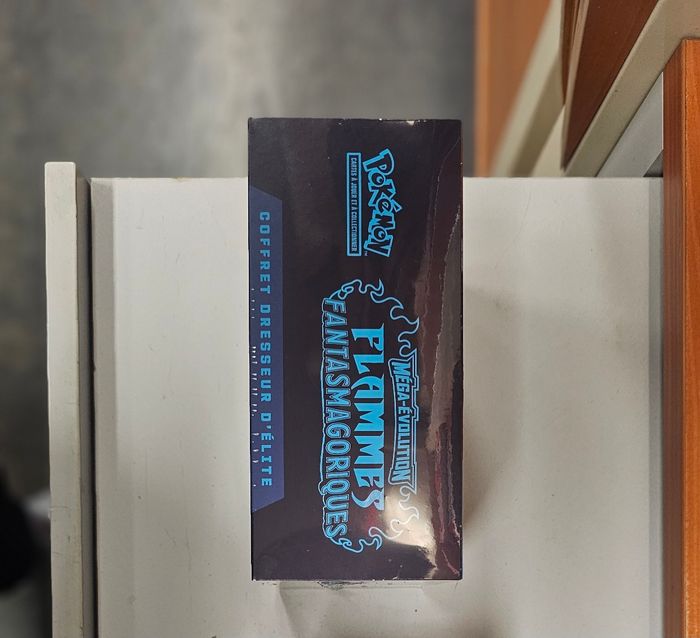 POKÉMON
CARTES À JOUER ET À COLLECTIONNER
MÉGA-ÉVOLUTION
FLAMMES
FANTASMAGORIQUES
COFFRET DRESSEUR D'ÉLITE